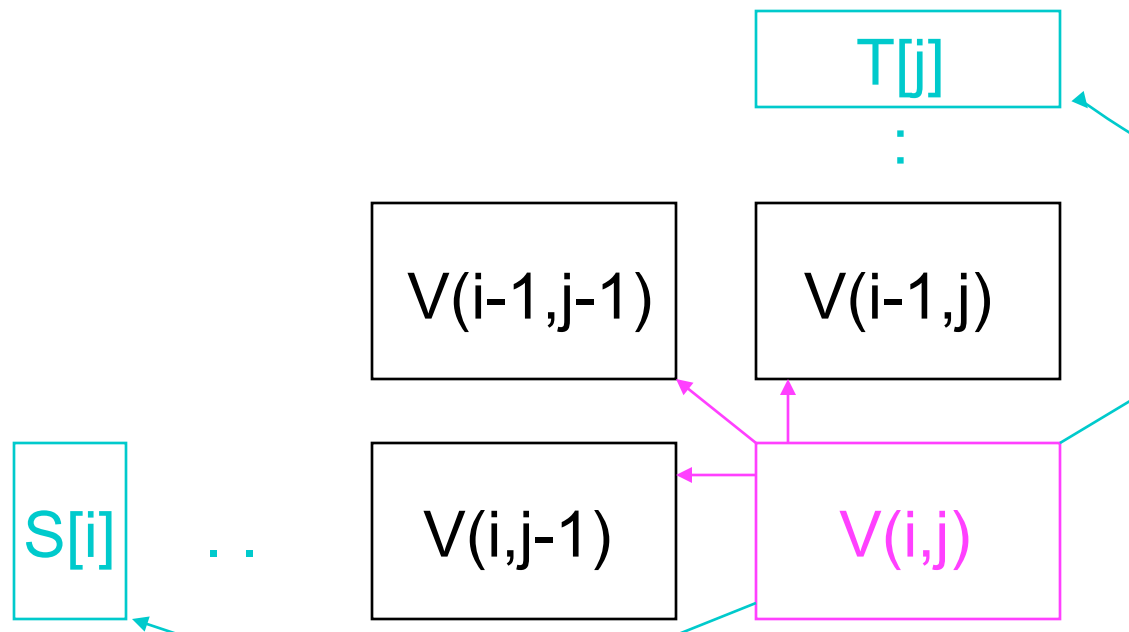 T[j]
:
V(i-1,j-1) V(i-1,j)
S[i] . . V(i,j-1) V(i,j)